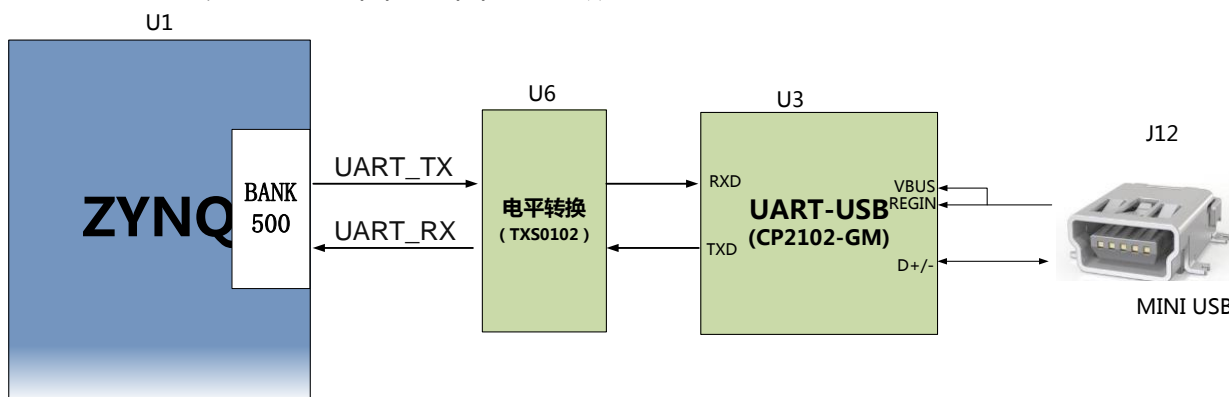 U1
U6
U3
J12
ZYNQ
BANK
500
UART_TX
UART_RX
电平转换
（TXS0102）
RXD
TXD
UART-USB
(CP2102-GM)
VBUS
REGIN
D+/-
MINI USB